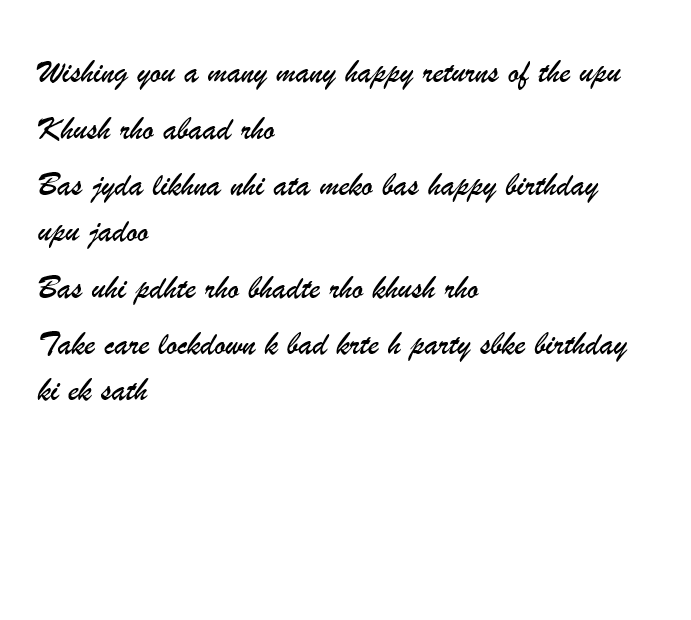 Wishing you a many many happy returns of the upu
Khush rho abaad rho
Bas jyda likhna nhi ata meko bas happy birthday
upu jadoo
Bas uhi pdhte rho bhadte rho khush rho
Take care lockdown k bad krte h party sbke birthday
ki ek sath